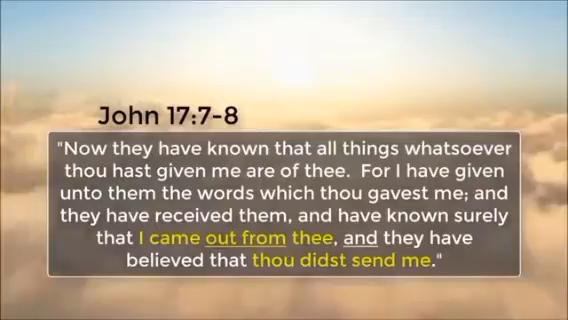 John 17:7-8
"Now they have known that all things whatsoever
thou hast given me are of thee. For I have given
unto them the words which thou gavest me; and
they have received them, and have known surely
that I came out from thee, and they have
believed that thou didst send me."